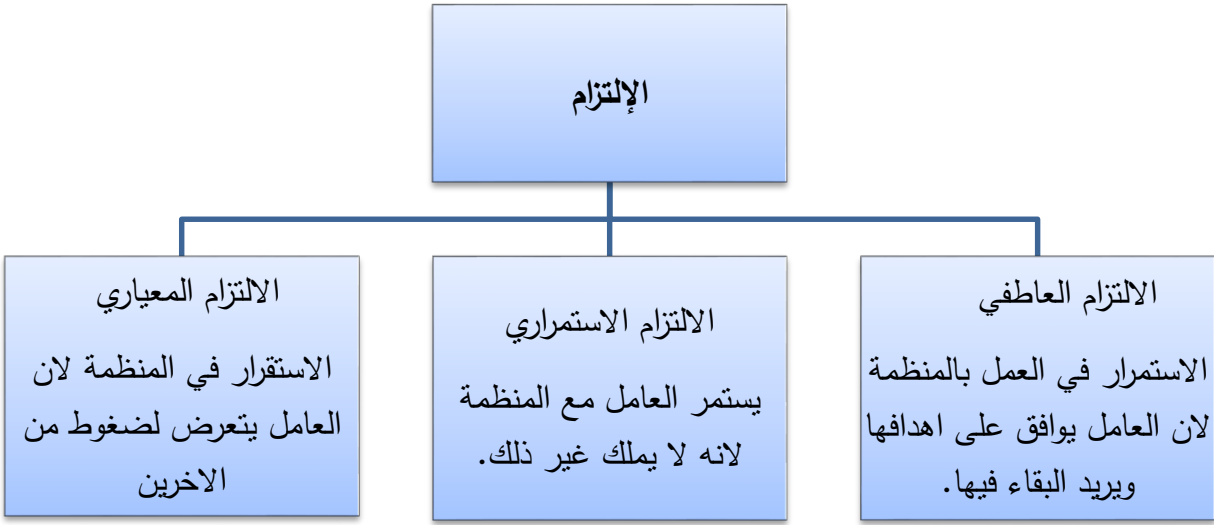 الإلتزام
الالتزام العاطفي
الاستمرار في العمل بالمنظمة
لان العامل يوافق على اهدافها
ويريد البقاء فيها.
الالتزام الاستمراري
يستمر العامل مع المنظمة
لانه لا يملك غير ذلك.
الالتزام المعياري
الاستقرار في المنظمة لان
العامل يتعرض لضغوط من
الاخرين